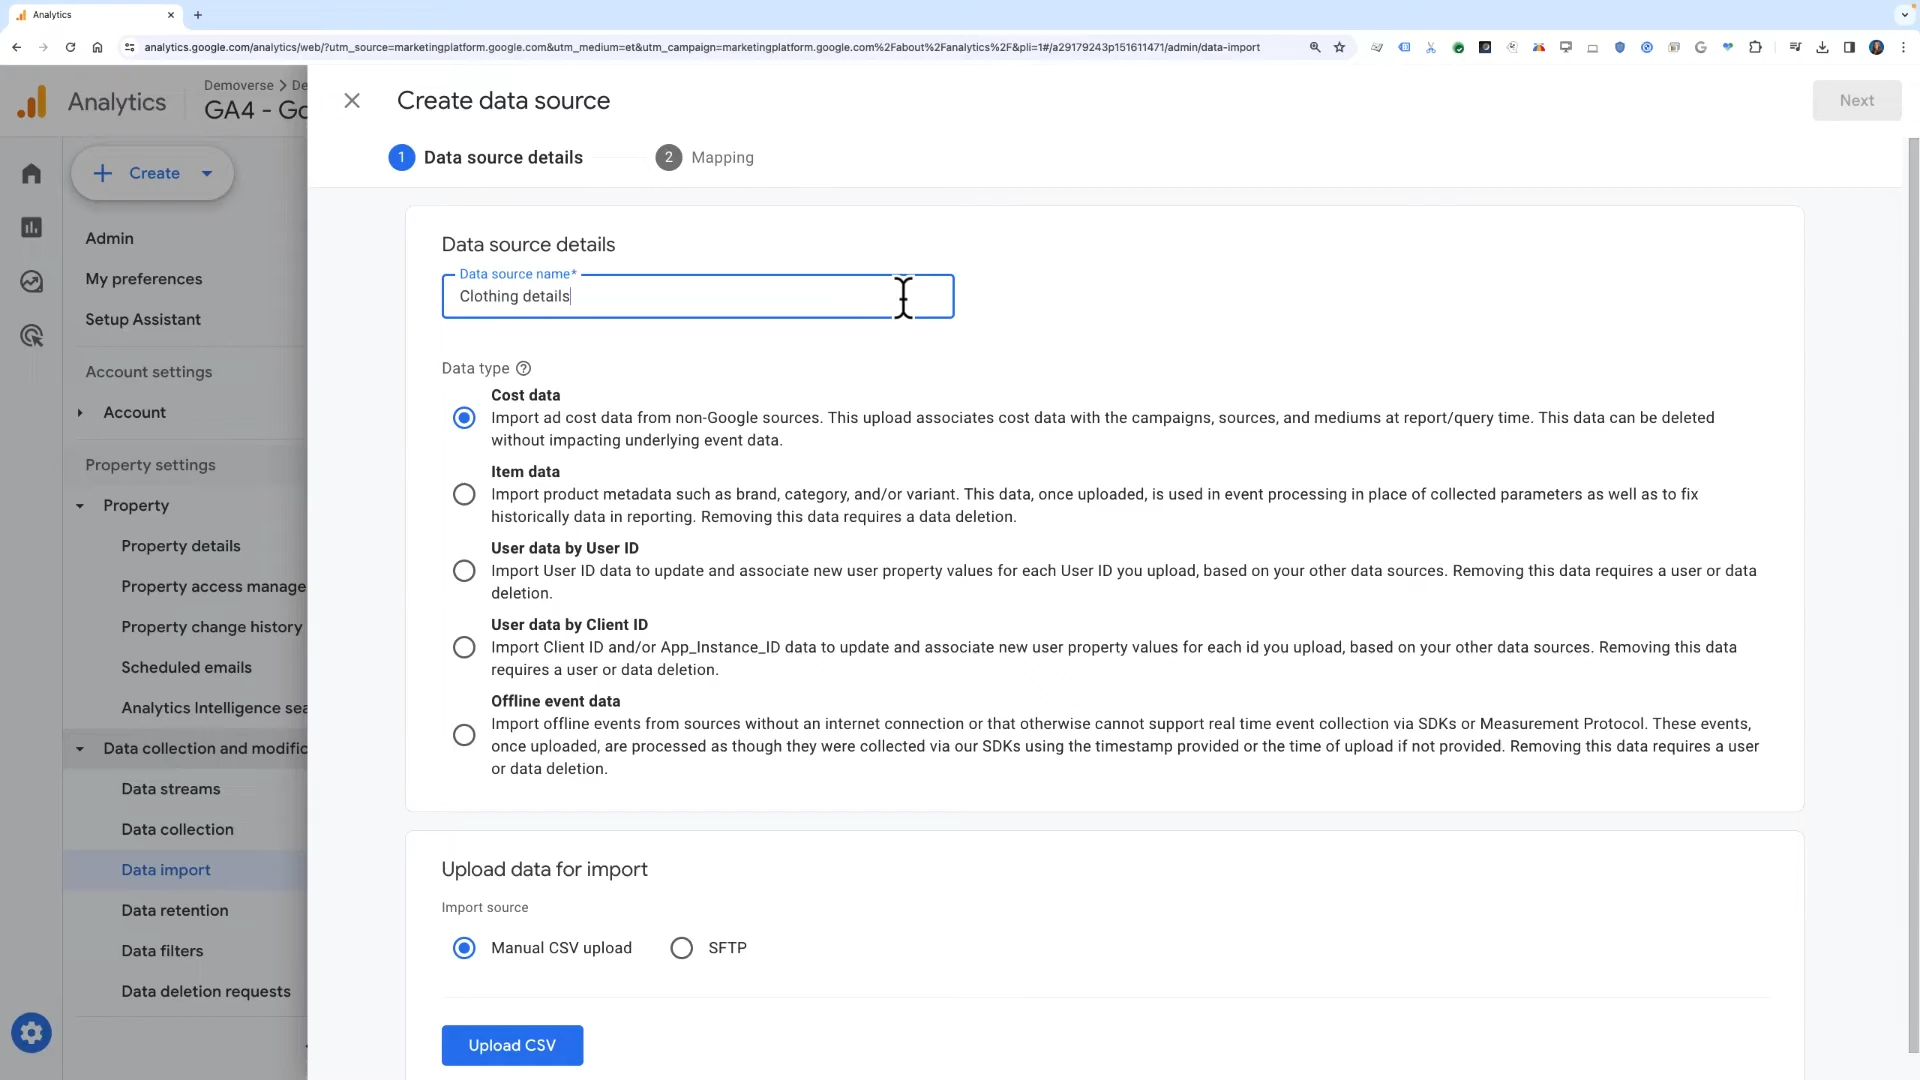 Analytics
analytics.google.com/analytics/web/?utm_source=marketingplatform.google.com&utm_medium=et&utm_campaign=marketingplatform.google.com%2Fabout%2Fanalytics%2F&pli=1#/a29179243p151611471/admin/data-import
Analytics
Demoverse > De
GA4 - Go
Create data source
Next
1 Data source details
2 Mapping
Create
Admin
My preferences
Setup Assistant
Account settings
Account
Property settings
Property
Property details
Property access manage
Property change history
Scheduled emails
Analytics Intelligence sea
Data collection and modific
Data streams
Data collection
Data import
Data retention
Data filters
Data deletion requests
Data source details
Data source name*
Clothing details
Data type
Cost data
Import ad cost data from non-Google sources. This upload associates cost data with the campaigns, sources, and mediums at report/query time. This data can be deleted
without impacting underlying event data.
Item data
Import product metadata such as brand, category, and/or variant. This data, once uploaded, is used in event processing in place of collected parameters as well as to fix
historically data in reporting. Removing this data requires a data deletion.
User data by User ID
Import User ID data to update and associate new user property values for each User ID you upload, based on your other data sources. Removing this data requires a user or data
deletion.
User data by Client ID
Import Client ID and/or App_Instance_ID data to update and associate new user property values for each id you upload, based on your other data sources. Removing this data
requires a user or data deletion.
Offline event data
Import offline events from sources without an internet connection or that otherwise cannot support real time event collection via SDKs or Measurement Protocol. These events,
once uploaded, are processed as though they were collected via our SDKs using the timestamp provided or the time of upload if not provided. Removing this data requires a user
or data deletion.
Upload data for import
Import source
Manual CSV upload
SFTP
Upload CSV